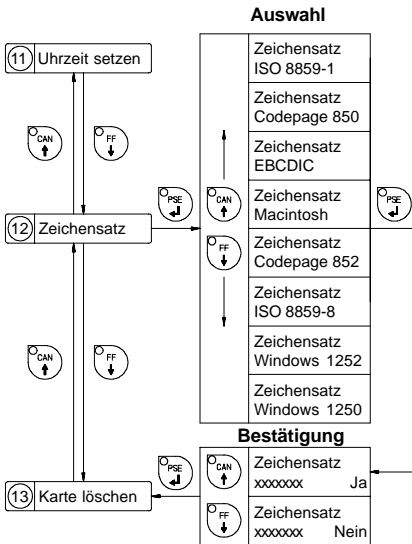 Auswahl
11 Uhrzeit setzen
CAN
FF
12 Zeichensatz
PSE
CAN
FF
Zeichensatz
ISO 8859-1
Zeichensatz
Codepage 850
Zeichensatz
EBCDIC
Zeichensatz
Macintosh
Zeichensatz
Codepage 852
Zeichensatz
ISO 8859-8
Zeichensatz
Windows 1252
Zeichensatz
Windows 1250
PSE
CAN
FF
Bestätigung
13 Karte löschen
PSE
CAN
Zeichensatz
xxxxxxx Ja
FF
Zeichensatz
xxxxxxx Nein